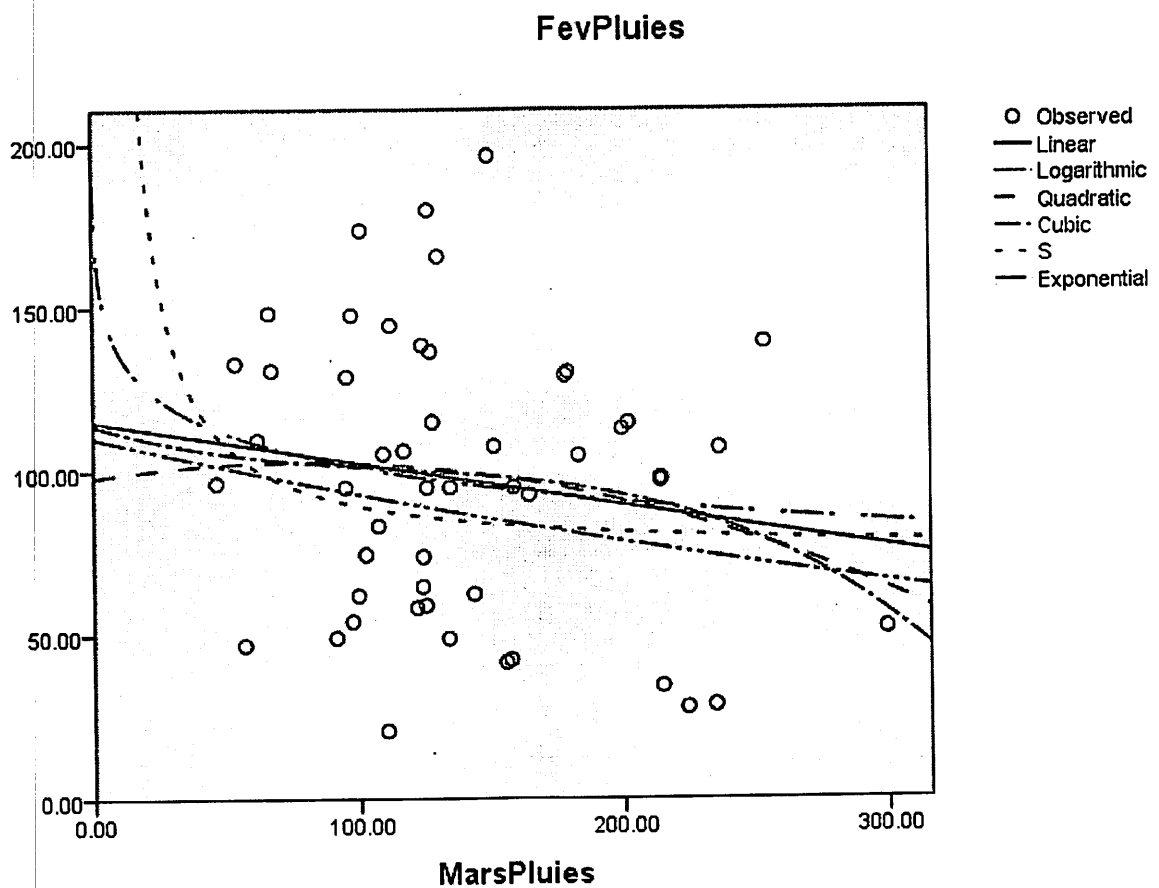 FevPluies
200.00
150.00
100.00
50.00
0.00
0.00 100.00 200.00 300.00
MarsPluies
Observed
Linear
Logarithmic
Quadratic
Cubic
S
Exponential